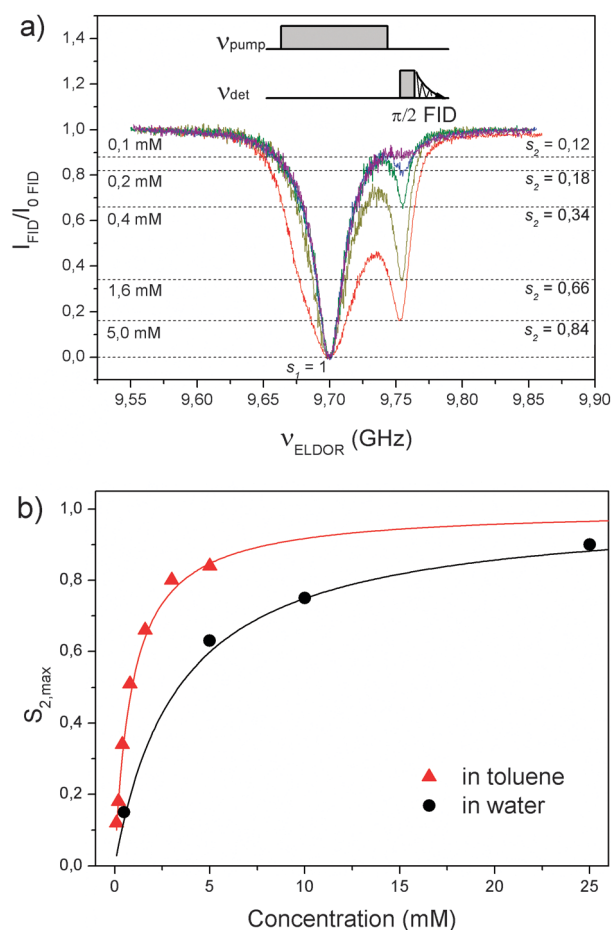 a)
1,4
1,2
1,0
0,8
0,6
0,4
0,2
0,0
I_FID/I_0 FID
ν_pump
ν_det
π/2 FID
0,1 mM
0,2 mM
0,4 mM
1,6 mM
5,0 mM
s_2 = 0,12
s_2 = 0,18
s_2 = 0,34
s_2 = 0,66
s_2 = 0,84
s_1 = 1
9,55 9,60 9,65 9,70 9,75 9,80 9,85 9,90
ν_ELDOR (GHz)
b)
1,0
0,8
0,6
0,4
0,2
0,0
S_2,max
in toluene
in water
0 5 10 15 20 25
Concentration (mM)